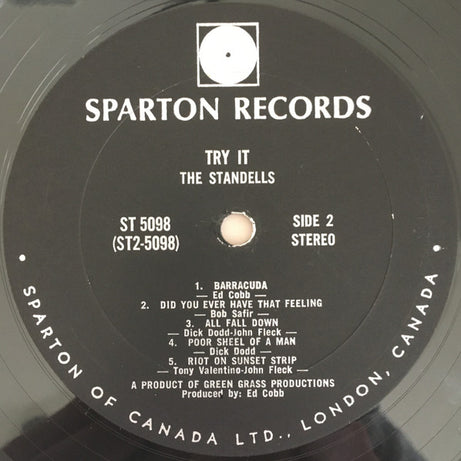 SPARTON RECORDS
TRY IT
THE STANDELLS
ST 5098
(ST2-5098)
SIDE 2
STEREO
1. BARRACUDA
— Ed Cobb —
2. DID YOU EVER HAVE THAT FEELING
— Bob Safir —
3. ALL FALL DOWN
— Dick Dodd-John Fleck —
4. POOR SHEEL OF A MAN
— Dick Dodd —
5. RIOT ON SUNSET STRIP
— Tony Valentino-John Fleck —
A PRODUCT OF GREEN GRASS PRODUCTIONS
Produced by: Ed Cobb
• SPARTON OF CANADA LTD., LONDON, CANADA •